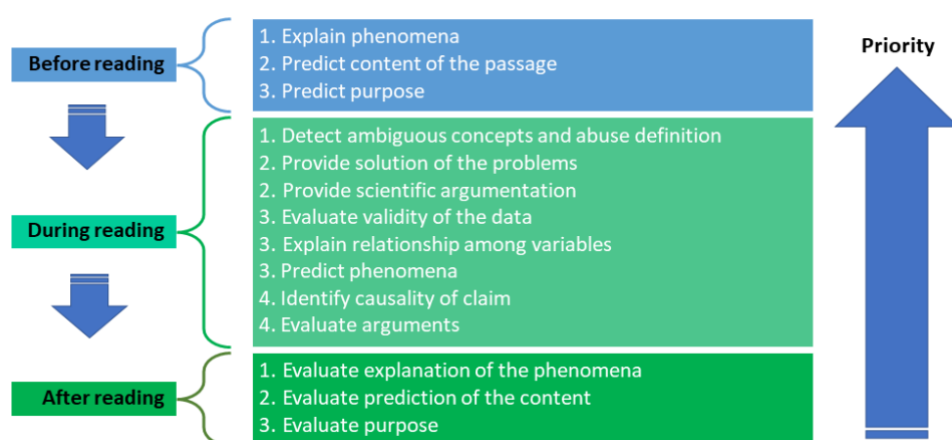 Before reading
1. Explain phenomena
2. Predict content of the passage
3. Predict purpose
Priority
During reading
1. Detect ambiguous concepts and abuse definition
2. Provide solution of the problems
2. Provide scientific argumentation
3. Evaluate validity of the data
3. Explain relationship among variables
3. Predict phenomena
4. Identify causality of claim
4. Evaluate arguments
After reading
1. Evaluate explanation of the phenomena
2. Evaluate prediction of the content
3. Evaluate purpose